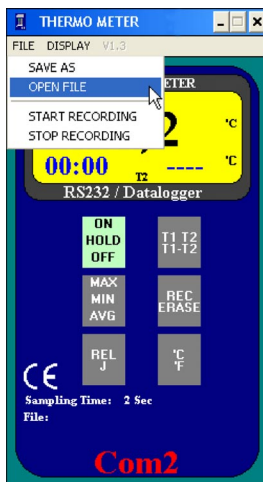 THERMO METER
FILE DISPLAY V1.3
SAVE AS
OPEN FILE
START RECORDING
STOP RECORDING
ETER
2 °C
00:00 T2 ---- °C
RS232 / Datalogger
ON
HOLD
OFF
T1 T2
T1-T2
MAX
MIN
AVG
REC
ERASE
REL
J
°C
°F
CE
Sampling Time: 2 Sec
File:
Com2